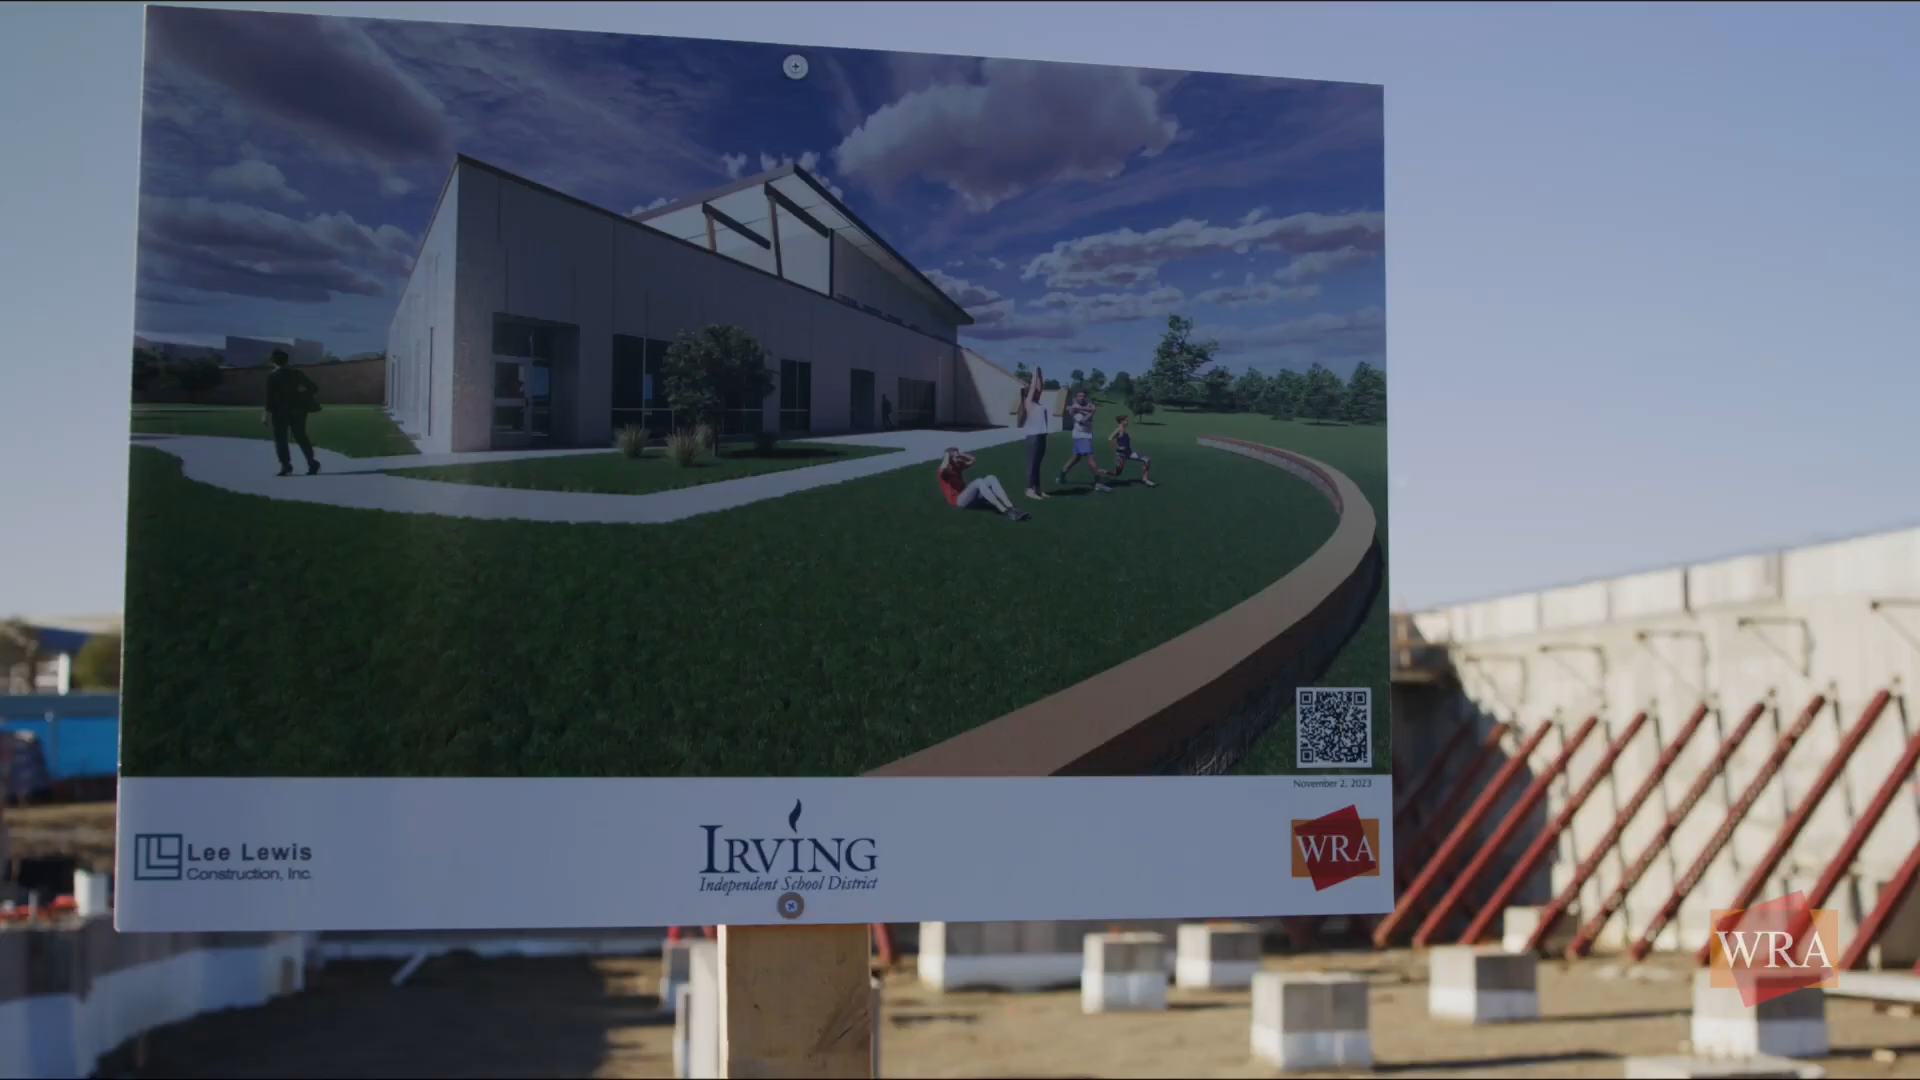 November 2, 2023
Lee Lewis
Construction, Inc.
IRVING
Independent School District
WRA
WRA